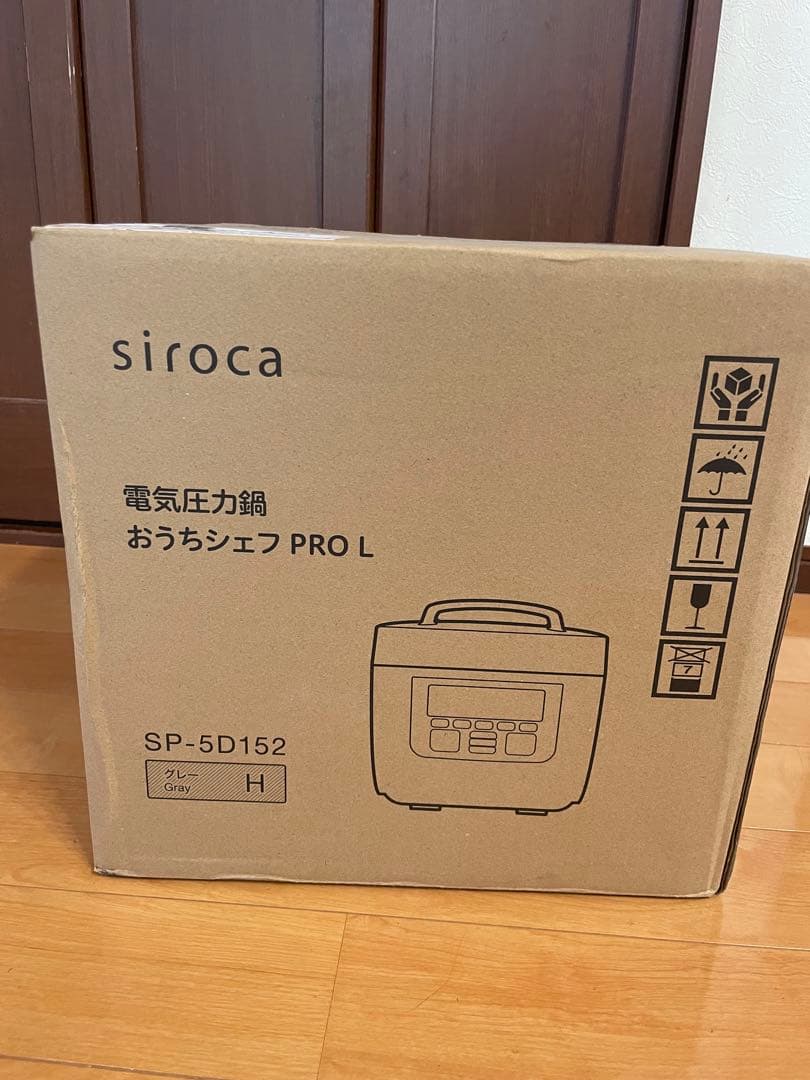 siroca
電気圧力鍋
おうちシェフ PRO L
SP-5D152
グレー
Gray
H
7